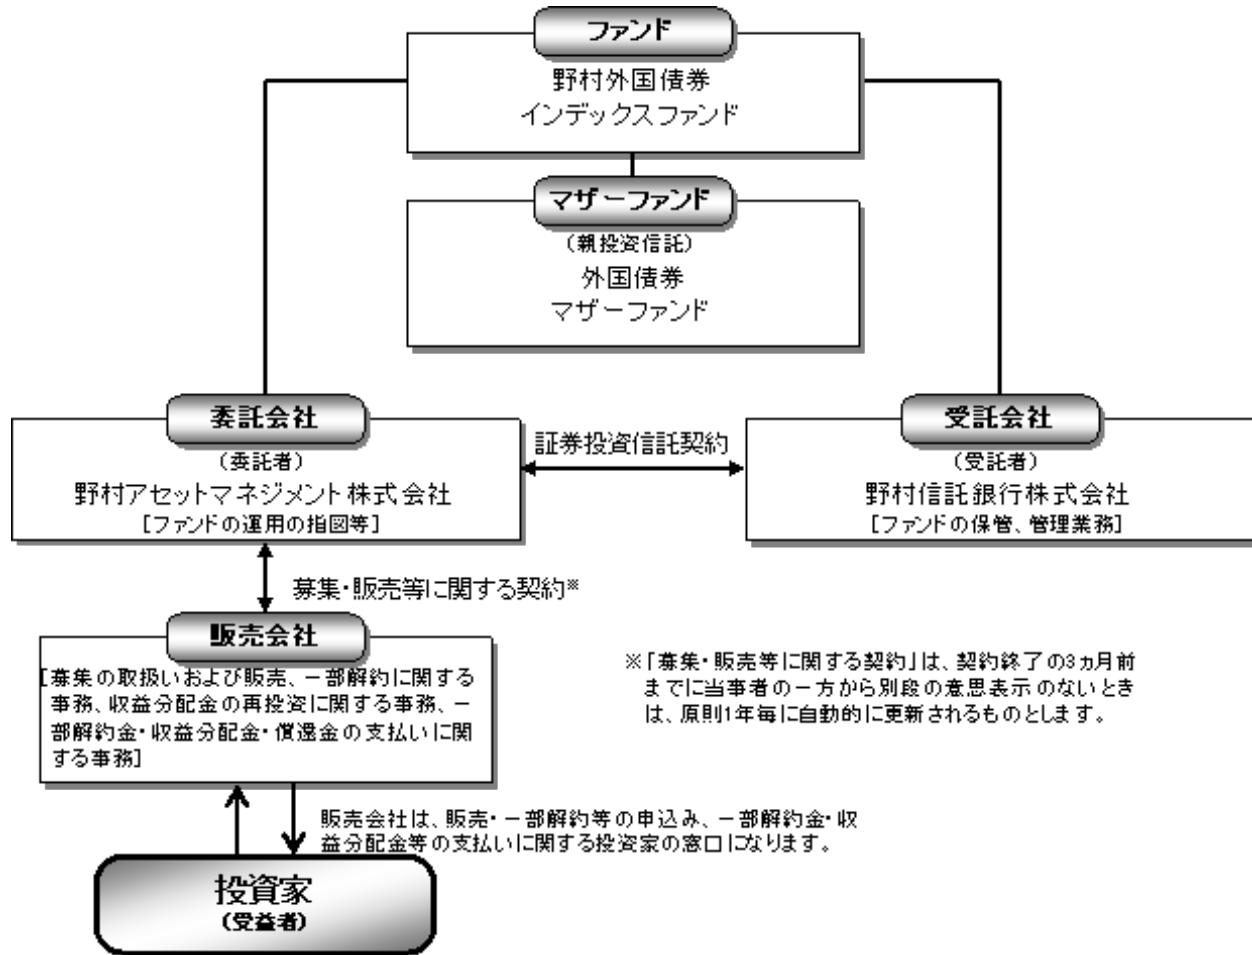 ファンド
野村外国債券
インデックスファンド
マザーファンド
(親投資信託)
外国債券
マザーファンド
委託会社
(委託者)
野村アセットマネジメント株式会社
[ファンドの運用の指図等]
証券投資信託契約
受託会社
(受託者)
野村信託銀行株式会社
[ファンドの保管、管理業務]
募集・販売等に関する契約※
販売会社
[募集の取扱いおよび販売、一部解約に関する
事務、収益分配金の再投資に関する事務、一
部解約金・収益分配金・償還金の支払いに関
する事務]
※「募集・販売等に関する契約」は、契約終了の3ヵ月前
までに当事者の一方から別段の意思表示のないとき
は、原則1年毎に自動的に更新されるものとします。
販売会社は、販売・一部解約等の申込み、一部解約金・収
益分配金等の支払いに関する投資家の窓口になります。
投資家
(受益者)